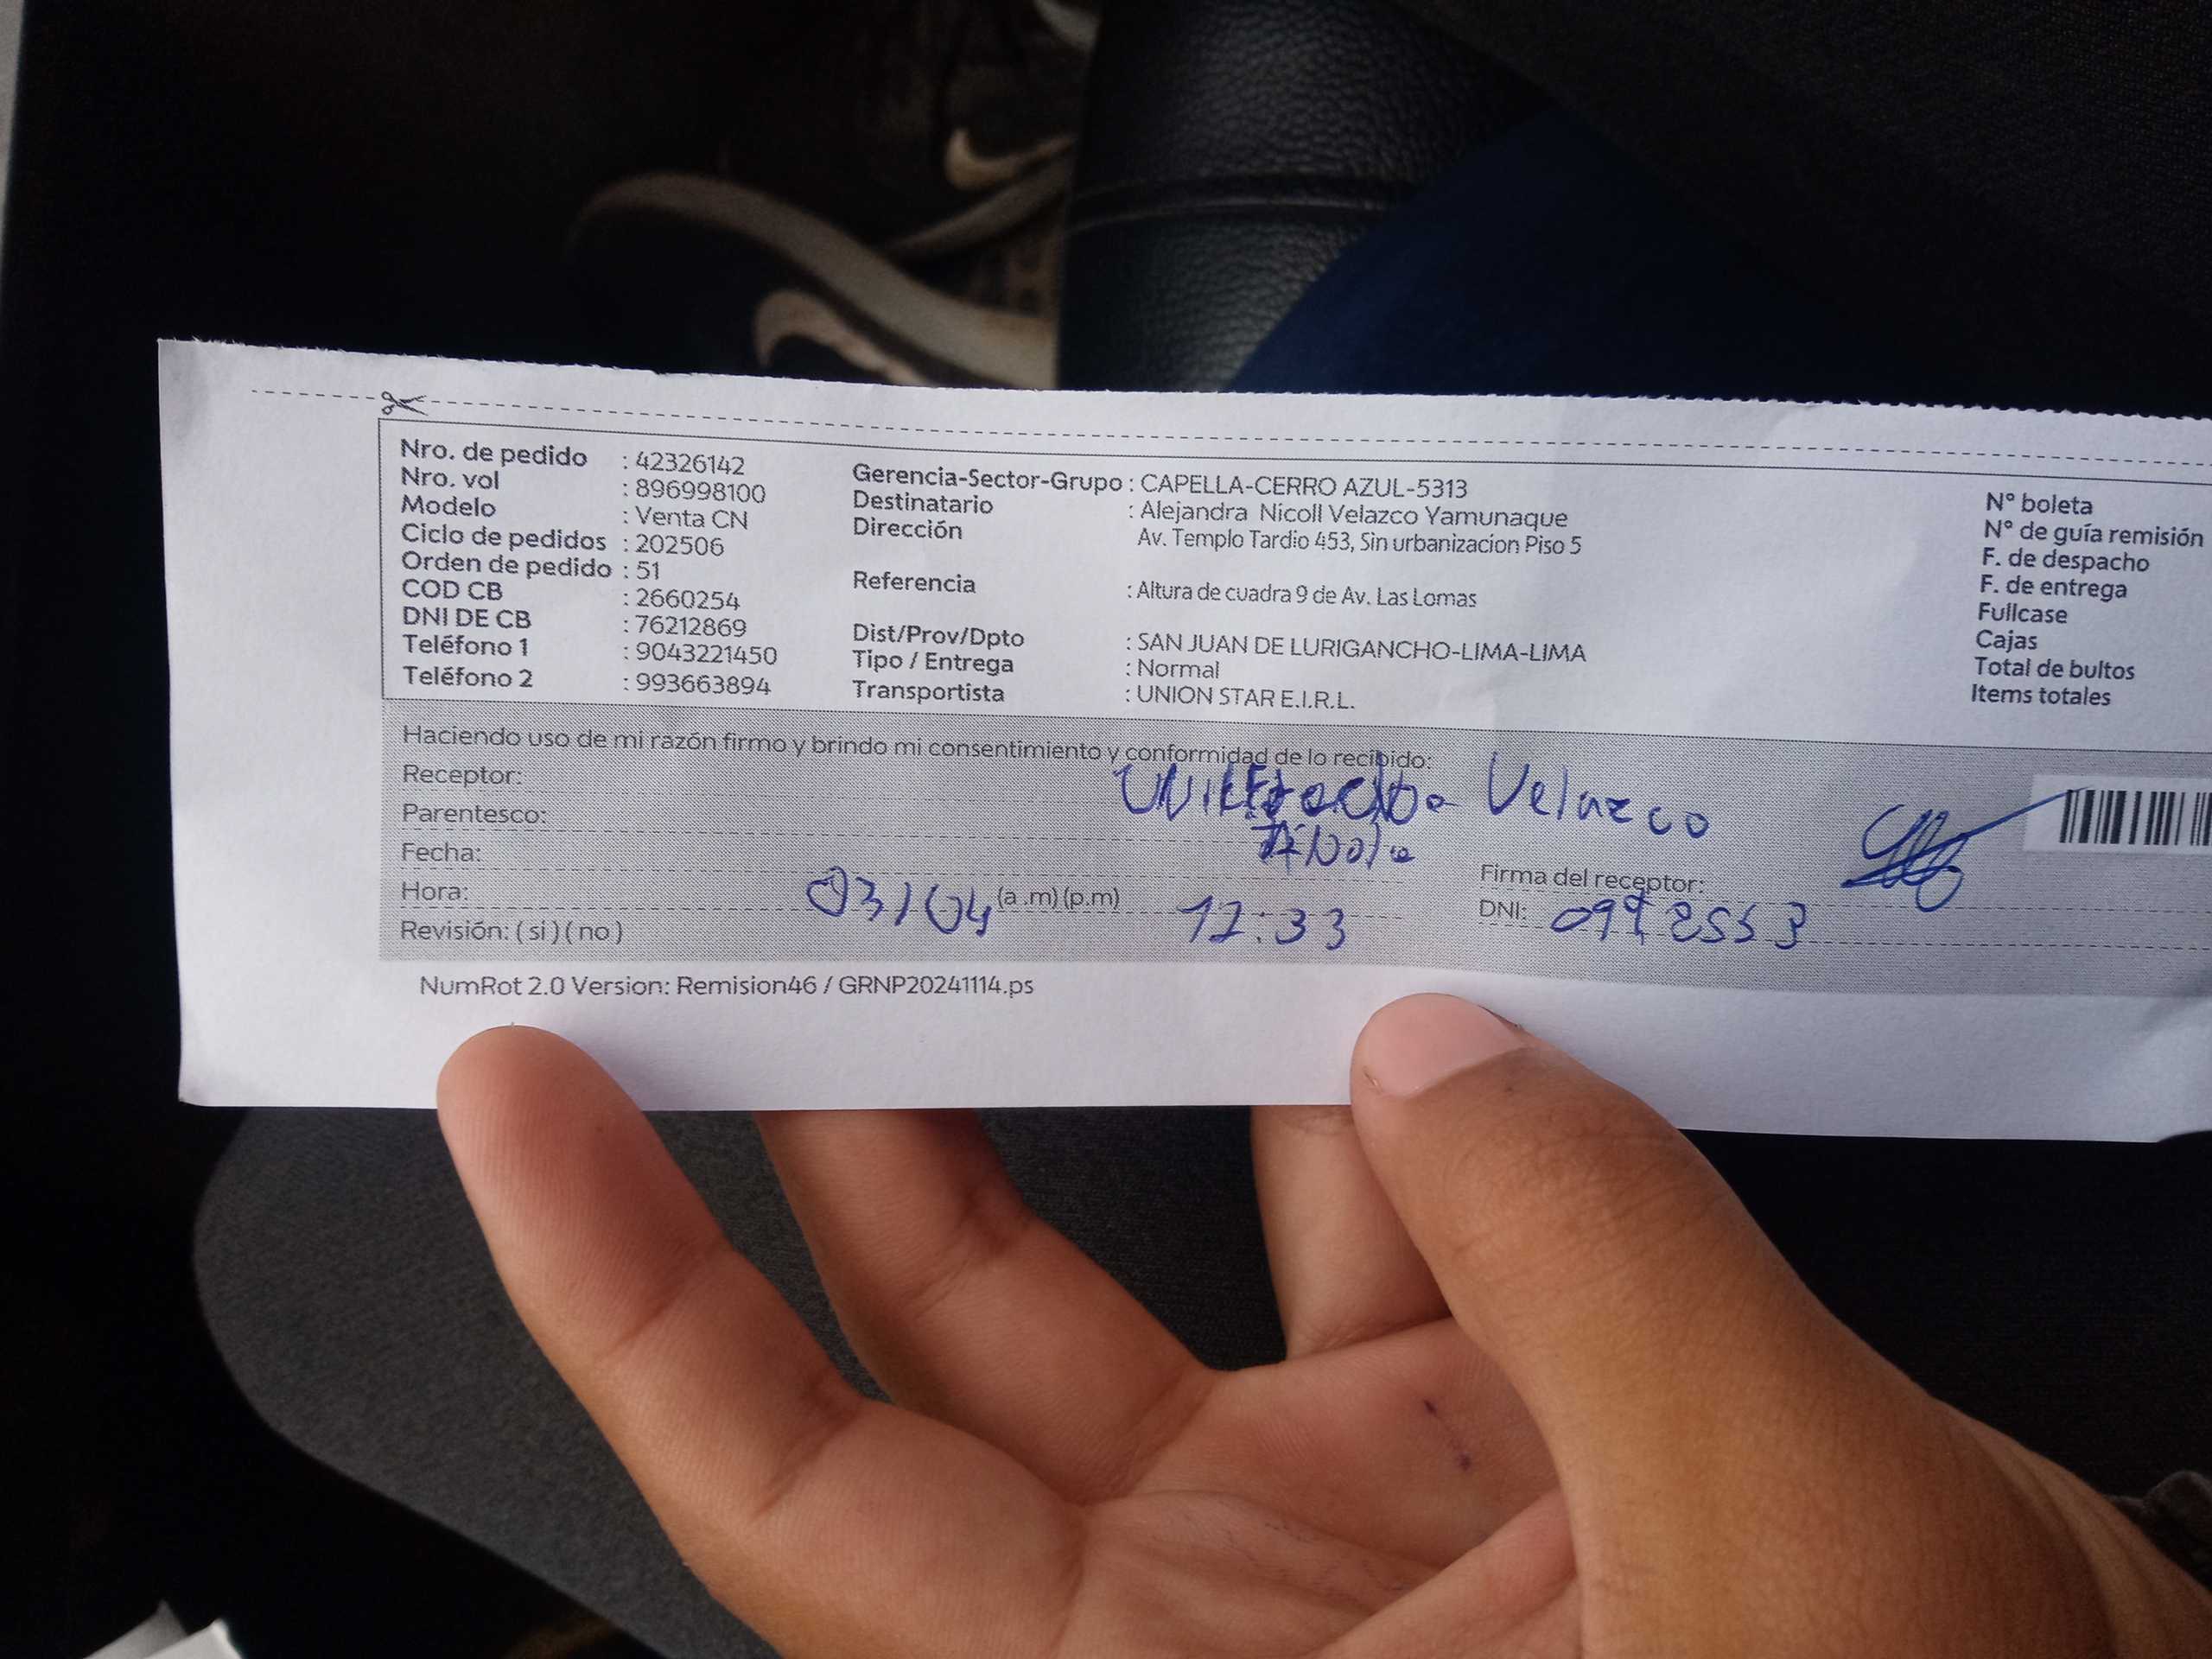 Nro. de pedido : 42326142
Nro. vol : 896998100
Modelo : Venta CN
Ciclo de pedidos : 202506
Orden de pedido : 51
COD CB : 2660254
DNI DE CB : 76212869
Teléfono 1 : 9043221450
Teléfono 2 : 993663894
Gerencia-Sector-Grupo : CAPELLA-CERRO AZUL-5313
Destinatario : Alejandra Nicoll Velazco Yamunaque
Dirección Av. Templo Tardio 453, Sin urbanizacion Piso 5
Referencia : Altura de cuadra 9 de Av. Las Lomas
Dist/Prov/Dpto : SAN JUAN DE LURIGANCHO-LIMA-LIMA
Tipo / Entrega : Normal
Transportista : UNION STAR E.I.R.L.
N° boleta
N° de guía remisión
F. de despacho
F. de entrega
Fullcase
Cajas
Total de bultos
Items totales
Haciendo uso de mi razón firmo y brindo mi consentimiento y conformidad de lo recibido:
Receptor: Velazco
Parentesco:
Fecha:
Hora: 03/04 (a.m) (p.m) 12:33
Revisión: ( si ) ( no )
Firma del receptor:
DNI:
NumRot 2.0 Version: Remision46 / GRNP20241114.ps